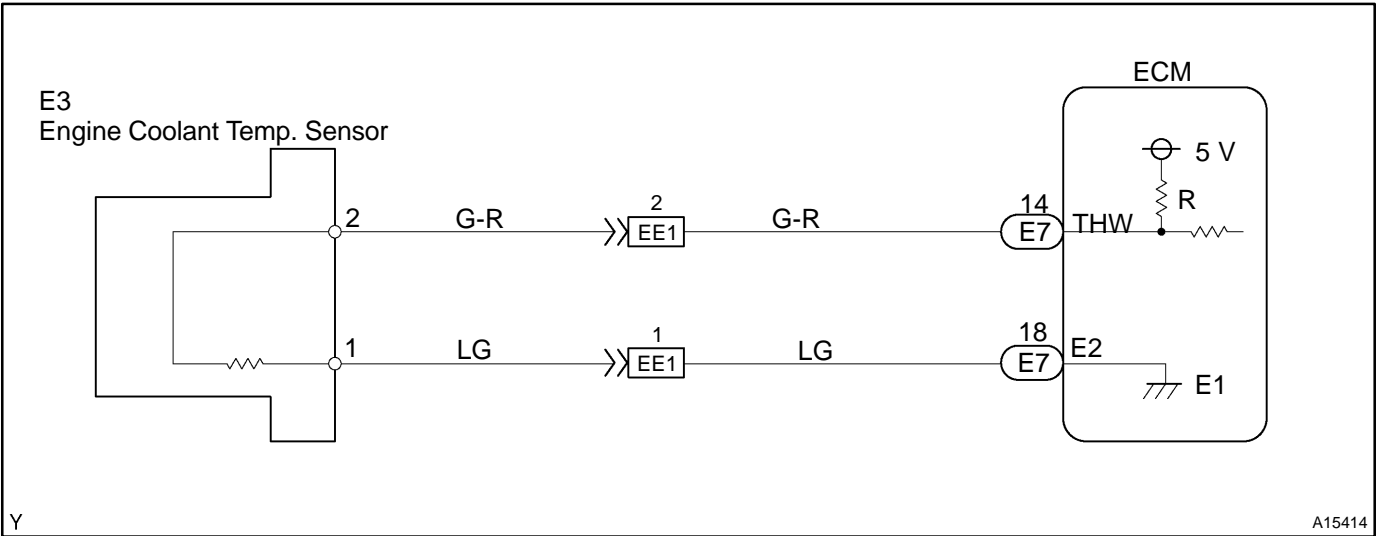 ECM
E3
Engine Coolant Temp. Sensor
5 V
R
2 G-R 2 EE1 G-R 14 E7 THW
1 LG 1 EE1 LG 18 E7 E2
E1
Y
A15414